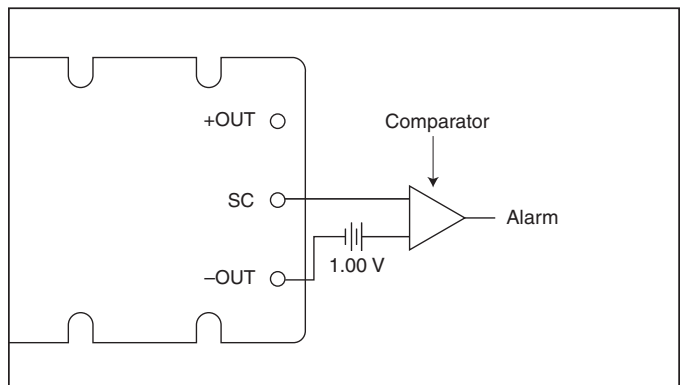 +OUT
Comparator
SC
Alarm
1.00 V
–OUT